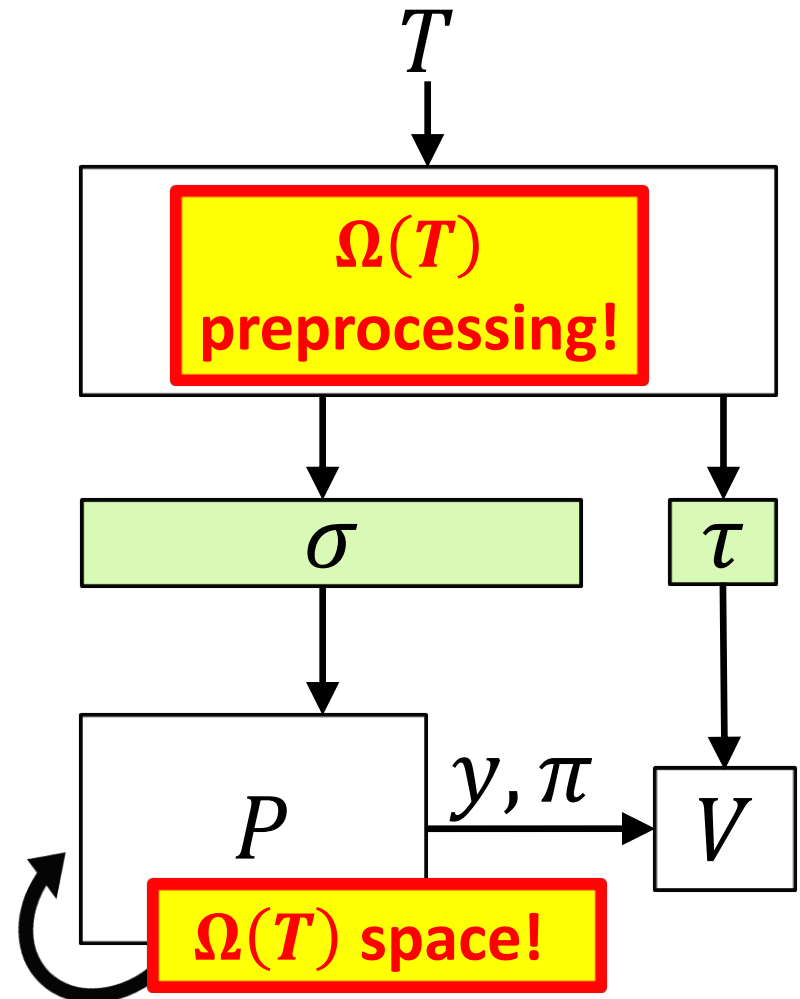 T
Ω(T)
preprocessing!
σ
τ
y, π
P
V
Ω(T) space!